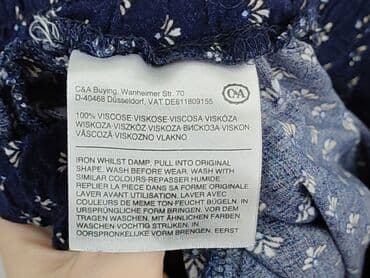 C&A Buying, Wanheimer Str. 70
D-40468 Düsseldorf, VAT DE811809155
C&A
100% VISCOSE-VISKOSE-VISCOSA VISKÓZA
WISKOZA-VISZKÓZ-VISKOZA-ВИСКОЗА-VISKOZA
VÂSCOZĂ-VISKOZNO VLAKNO
IRON WHILST DAMP, PULL INTO ORIGINAL
SHAPE. WASH BEFORE WEAR. WASH WITH
SIMILAR COLOURS-REPASSER HUMIDE.
REPLIER LA PIECE DANS SA FORME ORIGINALE
LAVER AVANT UTILISATION. LAVER AVEC
COULEURS DE MEME TON-FEUCHT BÜGELN. IN
URSPRÜNGLICHE FORM BRINGEN. VOR TRAGEN
WASCHEN. MIT ÄHNLICHEN FARBEN
WASCHEN-VOCHTIG STRIJKEN. IN
OORSPRONKELIJKE VORM BRENGEN. EERST